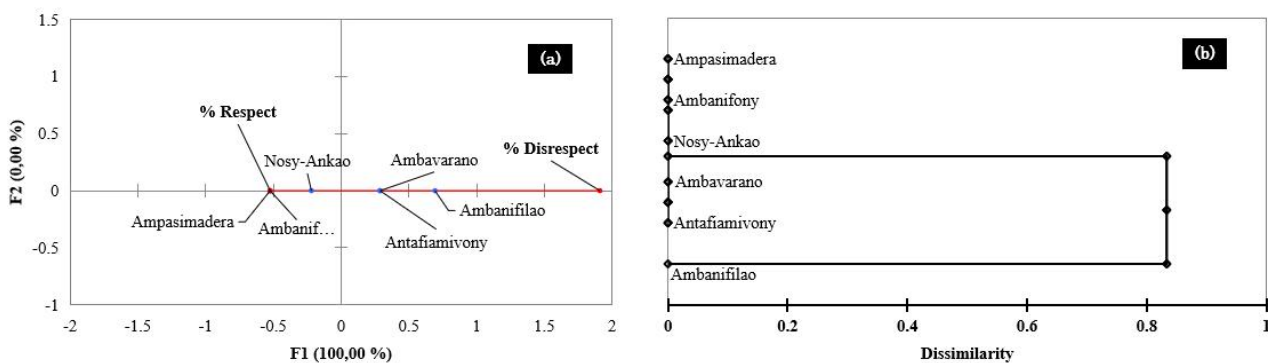 1.5
1
0.5
0
-0.5
-1
-2
-1.5
-1
-0.5
0
0.5
1
1.5
2
F2 (0,00 %)
F1 (100,00 %)
(a)
% Respect
Nosy-Ankao
Ambavarano
% Disrespect
Ampasimadera
Ambanif…
Antafiamivony
Ambanifilao
(b)
Ampasimadera
Ambanifony
Nosy-Ankao
Ambavarano
Antafiamivony
Ambanifilao
0
0.2
0.4
0.6
0.8
1
Dissimilarity